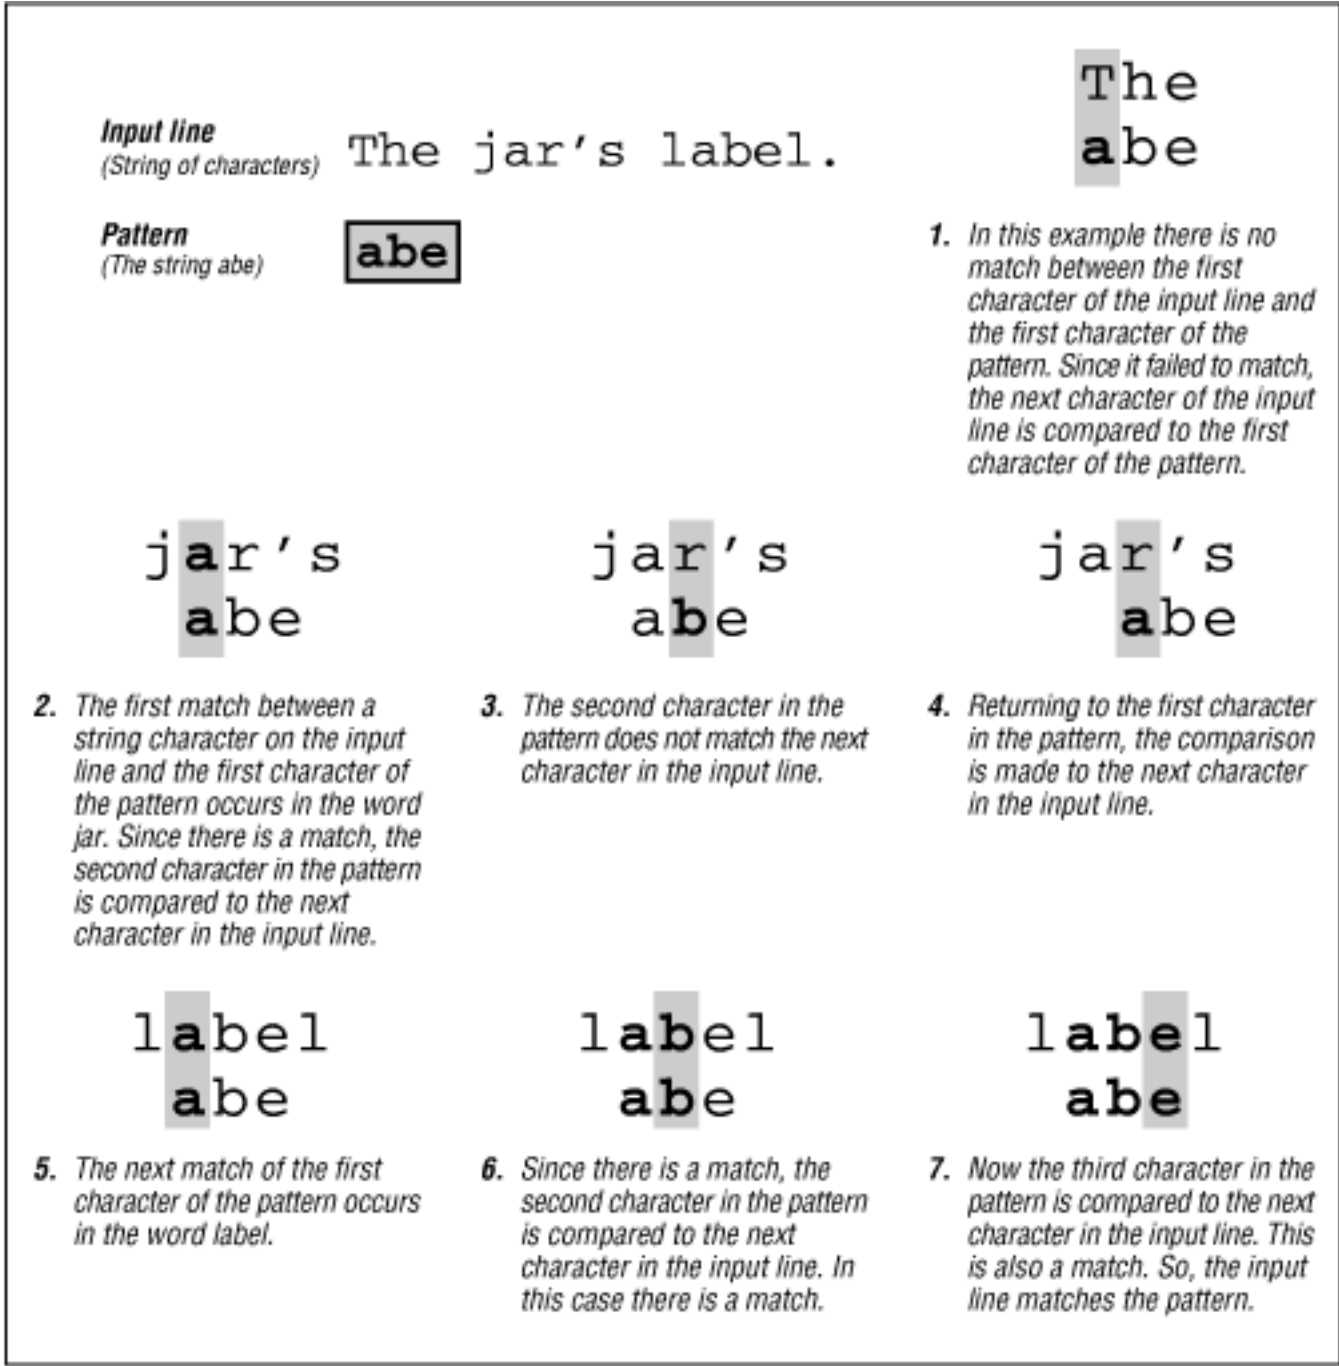 Input line
(String of characters)
The jar's label.
Pattern
(The string abe)
abe
The
abe
1. In this example there is no
match between the first
character of the input line and
the first character of the
pattern. Since it failed to match,
the next character of the input
line is compared to the first
character of the pattern.
jar's
abe
2. The first match between a
string character on the input
line and the first character of
the pattern occurs in the word
jar. Since there is a match, the
second character in the pattern
is compared to the next
character in the input line.
jar's
abe
3. The second character in the
pattern does not match the next
character in the input line.
jar's
abe
4. Returning to the first character
in the pattern, the comparison
is made to the next character
in the input line.
label
abe
5. The next match of the first
character of the pattern occurs
in the word label.
label
abe
6. Since there is a match, the
second character in the pattern
is compared to the next
character in the input line. In
this case there is a match.
label
abe
7. Now the third character in the
pattern is compared to the next
character in the input line. This
is also a match. So, the input
line matches the pattern.